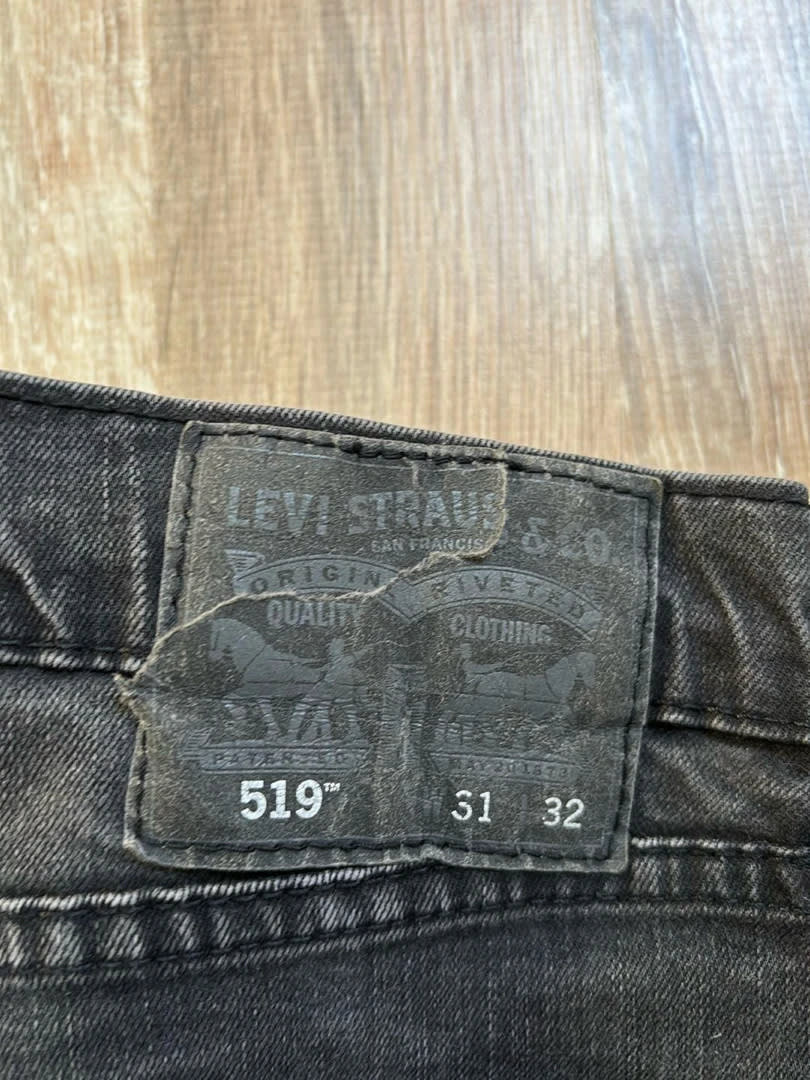 LEVI STRAUS & CO.
SAN FRANCIS
ORIGIN RIVETED
QUALITY CLOTHING
519™ 31 32